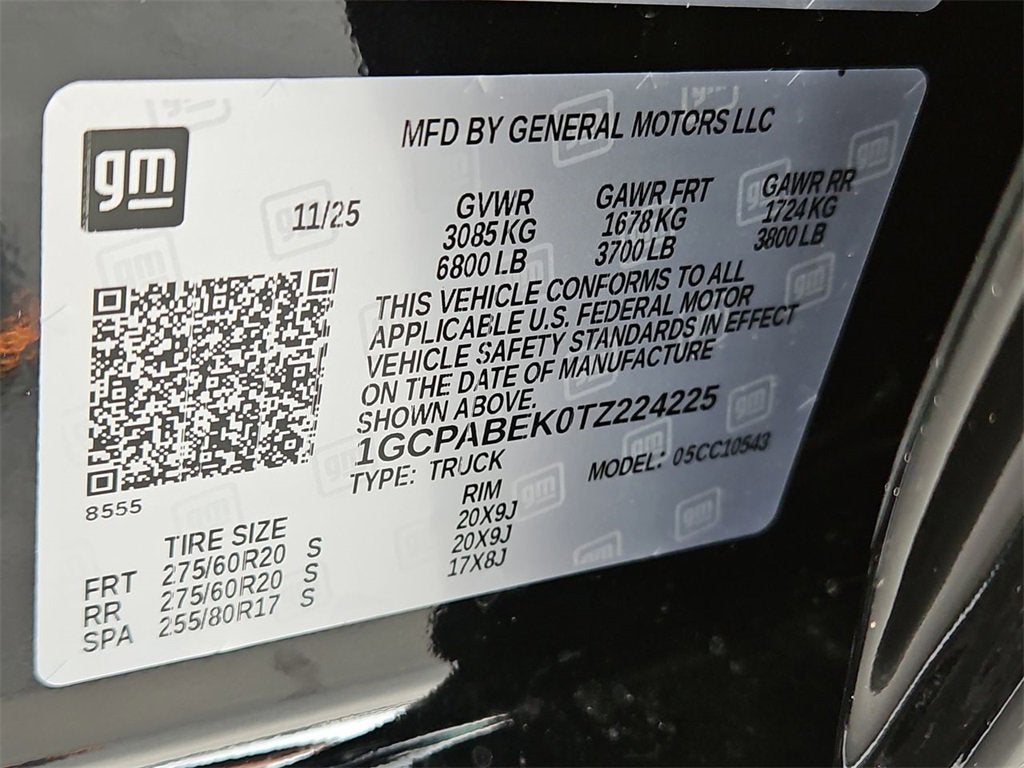 gm
MFD BY GENERAL MOTORS LLC
11/25
GVWR GAWR FRT GAWR RR
3085 KG 1678 KG 1724 KG
6800 LB 3700 LB 3800 LB
THIS VEHICLE CONFORMS TO ALL
APPLICABLE U.S. FEDERAL MOTOR
VEHICLE SAFETY STANDARDS IN EFFECT
ON THE DATE OF MANUFACTURE
SHOWN ABOVE.
1GCPABEK0TZ224225
TYPE: TRUCK MODEL: 05CC10543
8555
TIRE SIZE RIM
FRT 275/60R20 S 20X9J
RR 275/60R20 S 20X9J
SPA 255/80R17 S 17X8J